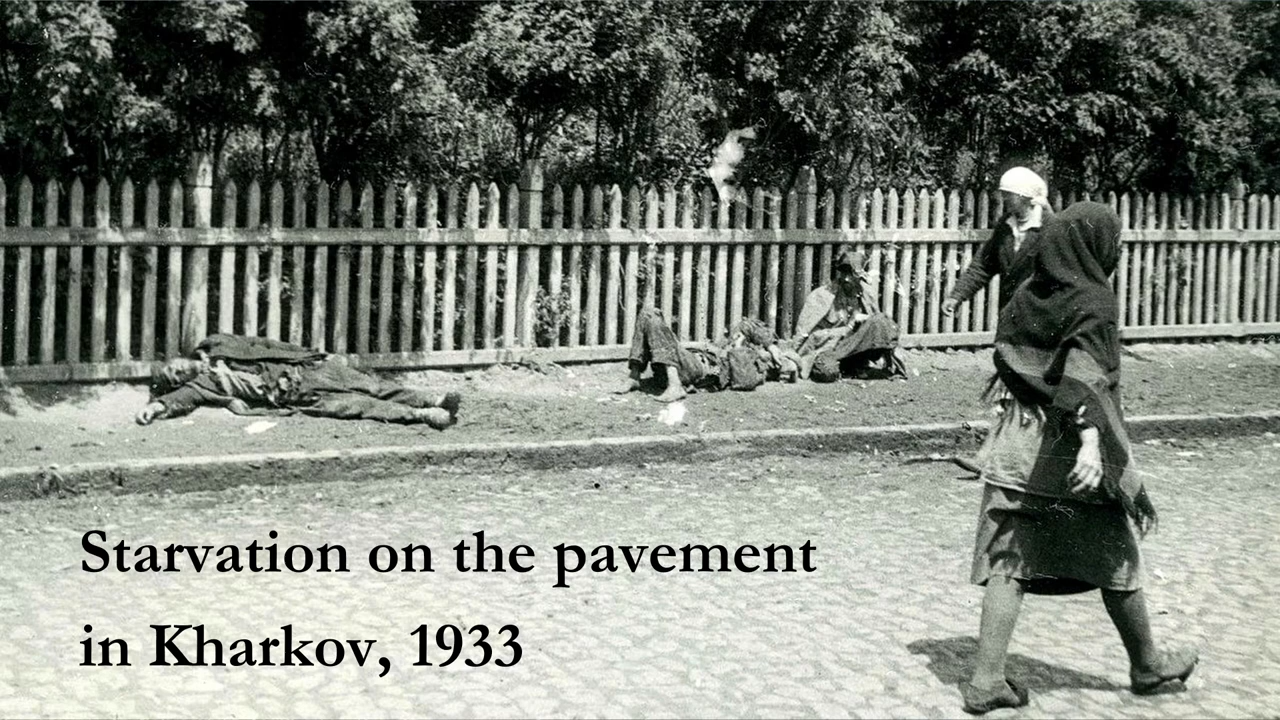 Starvation on the pavement
in Kharkov, 1933